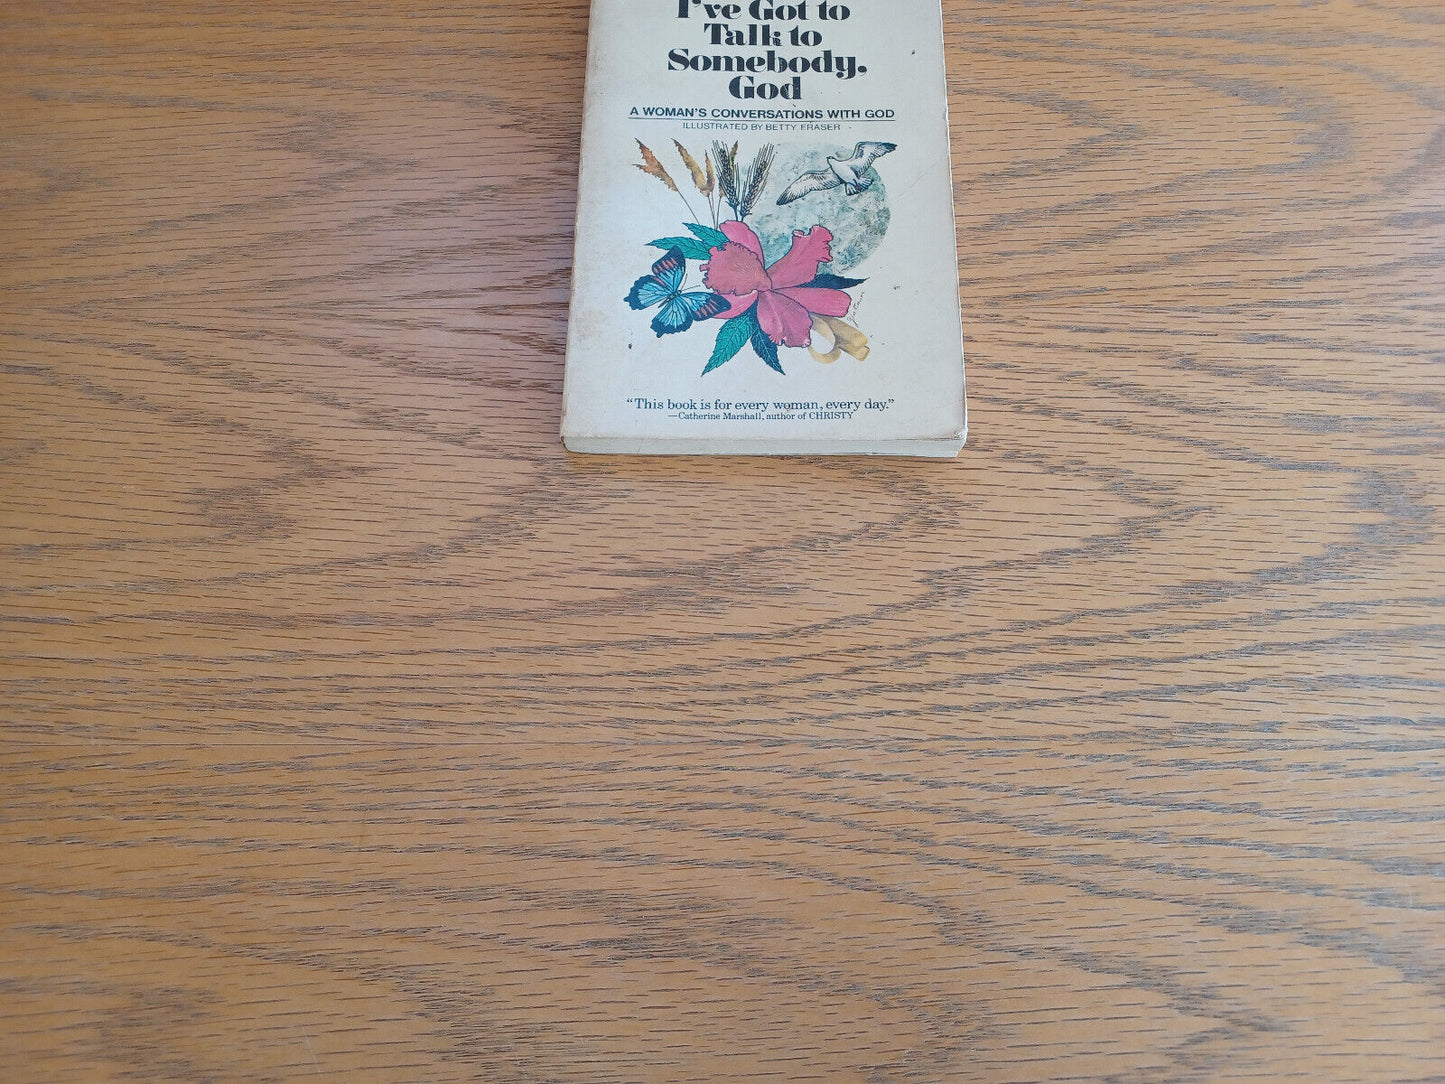 I've Got to
Talk to
Somebody,
God
A WOMAN'S CONVERSATIONS WITH GOD
ILLUSTRATED BY BETTY FRASER
"This book is for every woman, every day."
—Catherine Marshall, author of CHRISTY